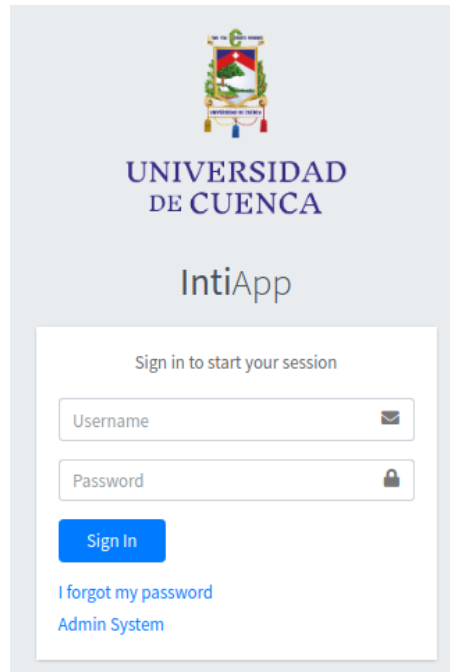 UNIVERSIDAD
DE CUENCA
IntiApp
Sign in to start your session
Username
Password
Sign In
I forgot my password
Admin System